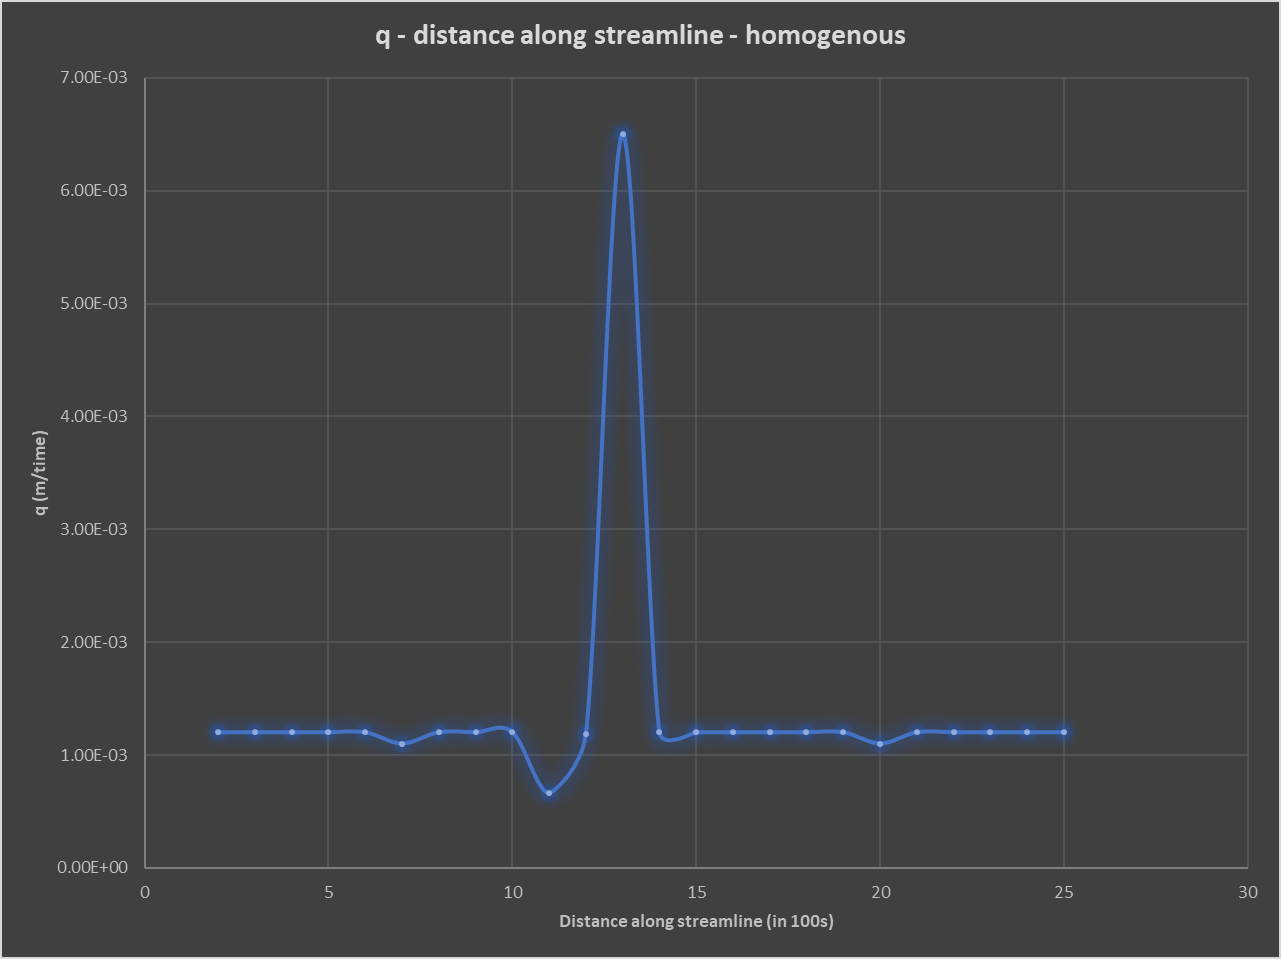 q - distance along streamline - homogenous
7.00E-03
6.00E-03
5.00E-03
4.00E-03
3.00E-03
2.00E-03
1.00E-03
0.00E+00
q (m/time)
0 5 10 15 20 25 30
Distance along streamline (in 100s)